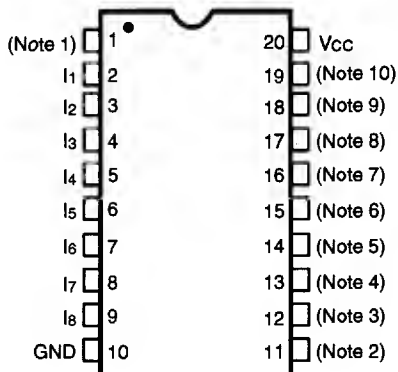 (Note 1) 1 20 VCC
I1 2 19 (Note 10)
I2 3 18 (Note 9)
I3 4 17 (Note 8)
I4 5 16 (Note 7)
I5 6 15 (Note 6)
I6 7 14 (Note 5)
I7 8 13 (Note 4)
I8 9 12 (Note 3)
GND 10 11 (Note 2)